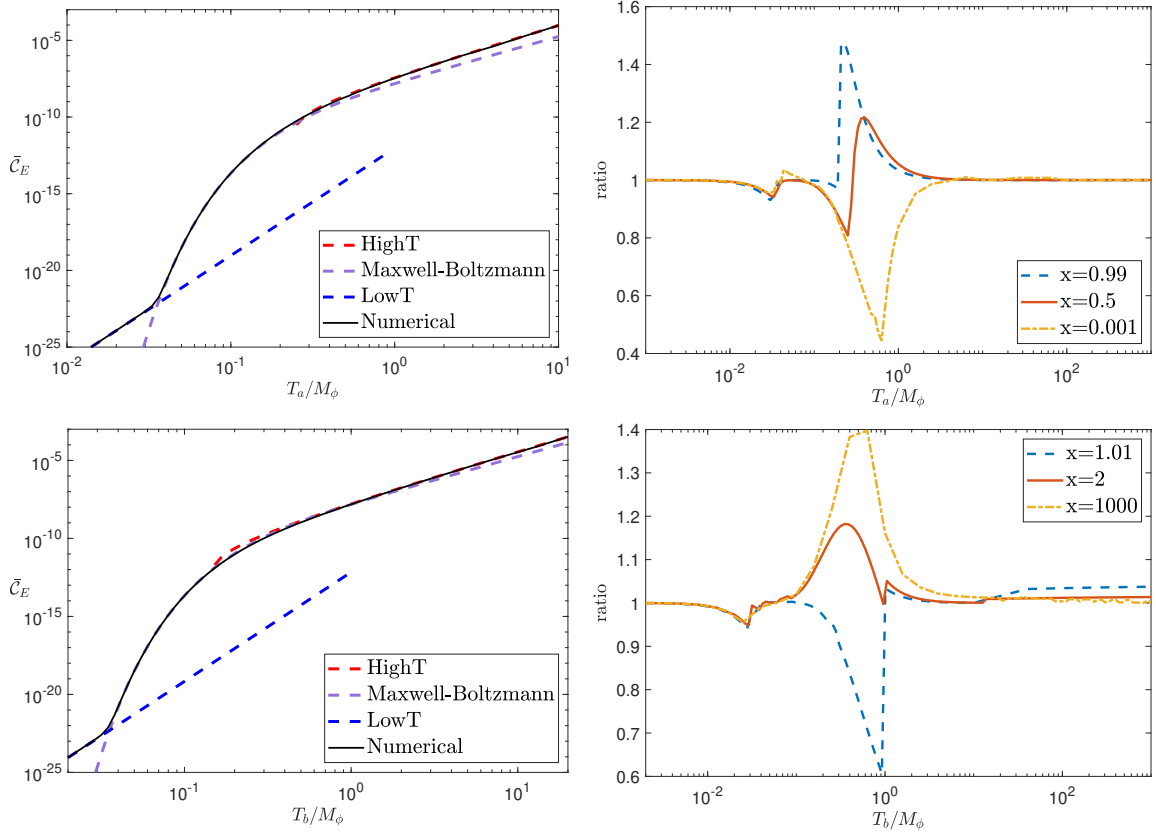 10^-5
10^-10
10^-15
10^-20
10^-25
C̄_E
HighT
Maxwell-Boltzmann
LowT
Numerical
10^-2 10^-1 10^0 10^1
T_a/M_ϕ
1.6
1.4
1.2
1
0.8
0.6
0.4
ratio
x=0.99
x=0.5
x=0.001
10^-2 10^0 10^2
T_a/M_ϕ
10^-5
10^-10
10^-15
10^-20
10^-25
C̄_E
HighT
Maxwell-Boltzmann
LowT
Numerical
10^-1 10^0 10^1
T_b/M_ϕ
1.4
1.3
1.2
1.1
1
0.9
0.8
0.7
0.6
ratio
x=1.01
x=2
x=1000
10^-2 10^0 10^2
T_b/M_ϕ